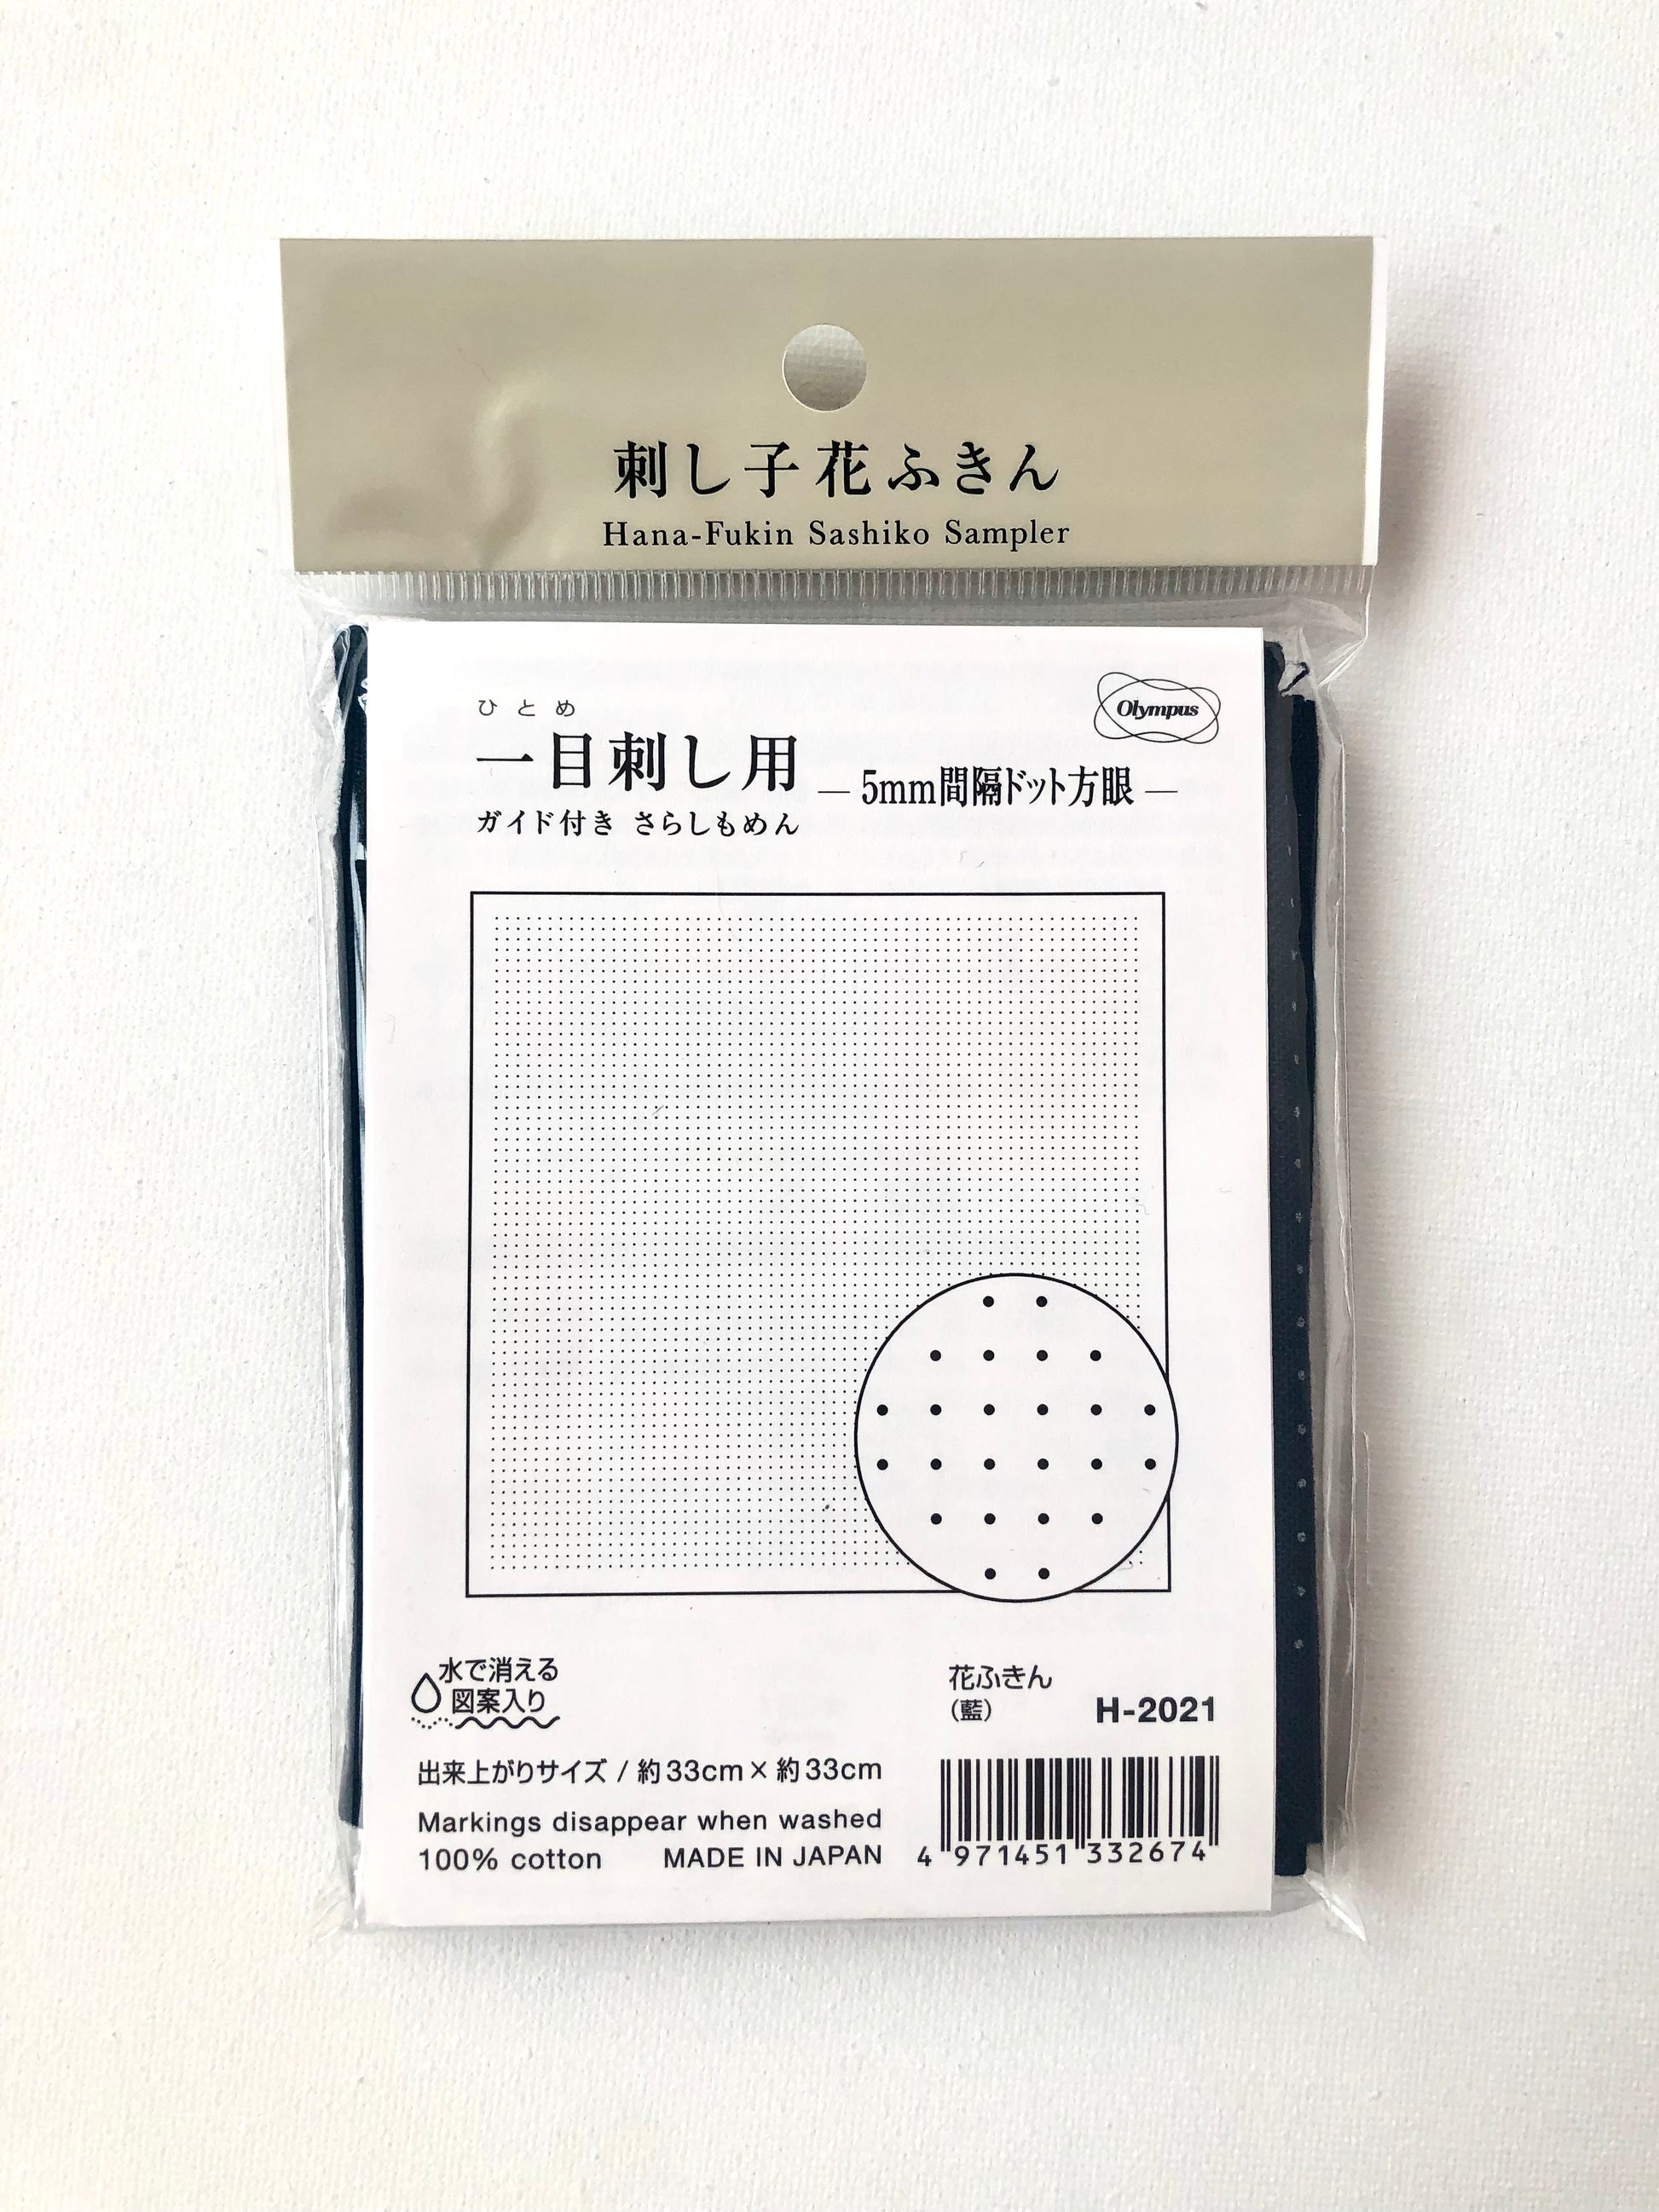 刺し子花ふきん
Hana-Fukin Sashiko Sampler
Olympus
ひとめ
一目刺し用
— 5mm間隔ドット方眼 —
ガイド付き さらしもめん
水で消える
図案入り
花ふきん
(藍)
H-2021
出来上がりサイズ / 約33cm×約33cm
Markings disappear when washed
100% cotton MADE IN JAPAN
4 971451 332674